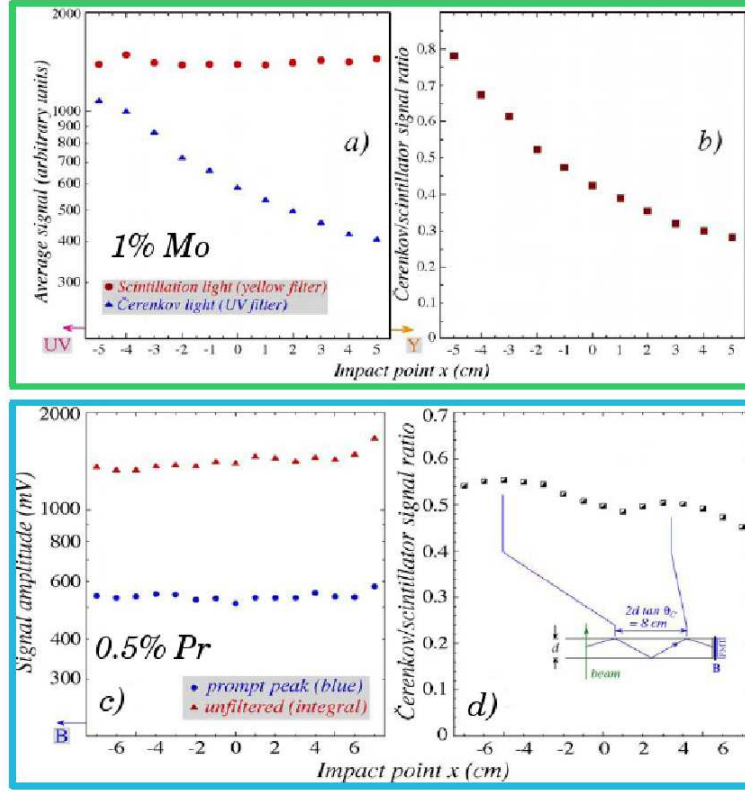 2000
1000
900
800
700
600
500
400
300
Average signal (arbitrary units)
a)
1% Mo
Scintillation light (yellow filter)
Čerenkov light (UV filter)
UV
-5 -4 -3 -2 -1 0 1 2 3 4 5
Impact point x (cm)
0.8
0.7
0.6
0.5
0.4
0.3
0.2
0.1
0
Čerenkov/scintillator signal ratio
b)
Y
-5 -4 -3 -2 -1 0 1 2 3 4 5
2000
1000
800
600
400
300
Signal amplitude (mV)
0.5% Pr
c)
prompt peak (blue)
unfiltered (integral)
B
-6 -4 -2 0 2 4 6
Impact point x (cm)
0.7
0.6
0.5
0.4
0.3
0.2
0.1
0
Čerenkov/scintillator signal ratio
2d tan θC
= 8 cm
d
PMT
B
beam
d)
-6 -4 -2 0 2 4 6